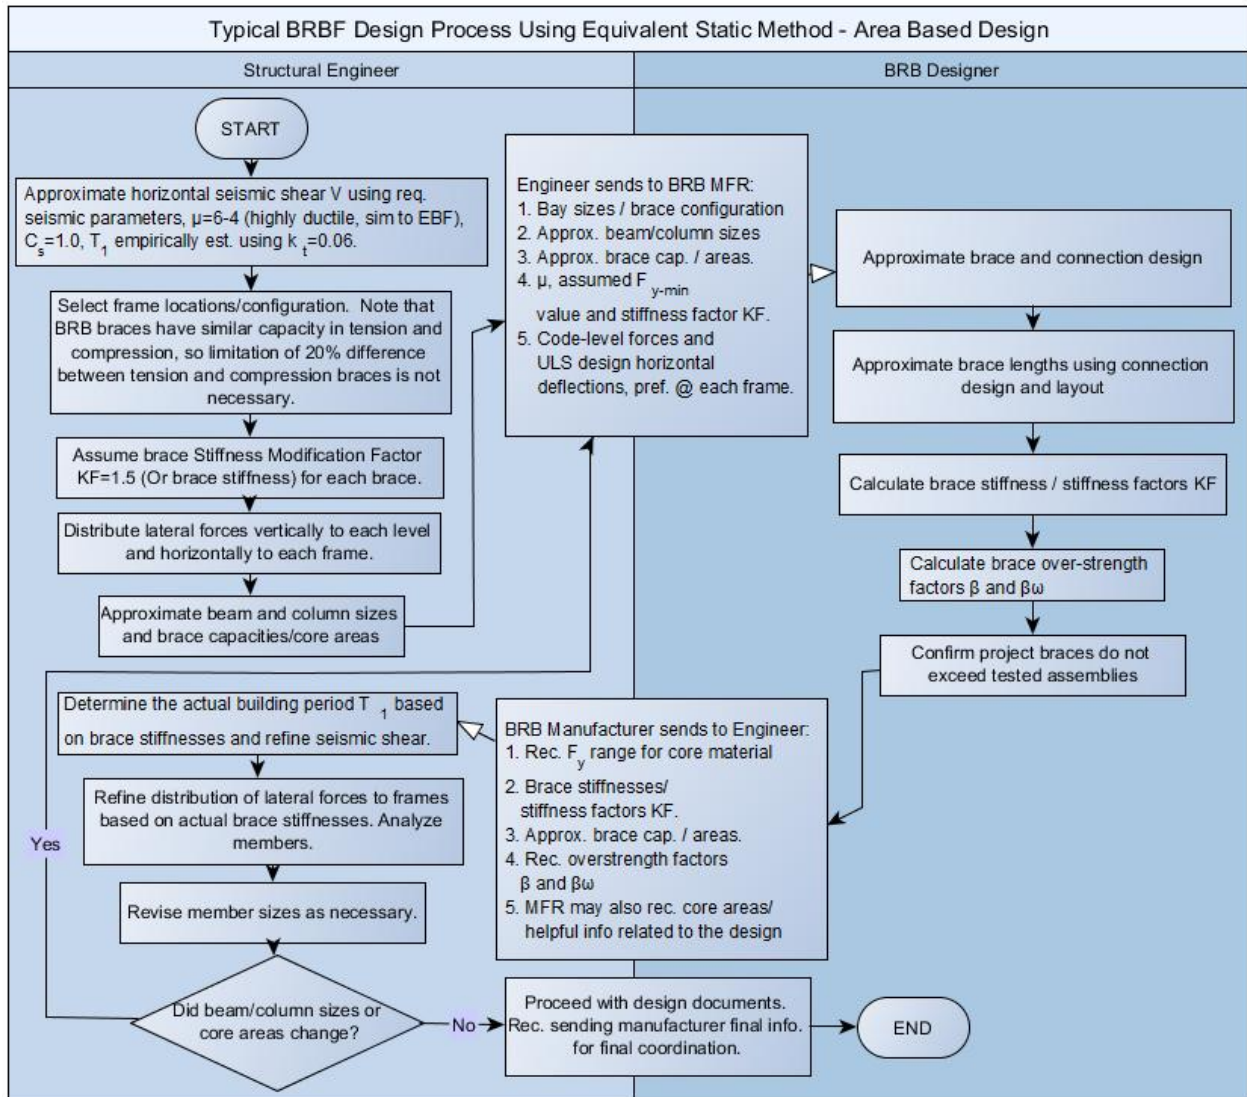 Typical BRBF Design Process Using Equivalent Static Method - Area Based Design
Structural Engineer
BRB Designer
START
Approximate horizontal seismic shear V using req.
seismic parameters, µ=6-4 (highly ductile, sim to EBF),
C s=1.0, T 1 empirically est. using k t=0.06.
Select frame locations/configuration. Note that
BRB braces have similar capacity in tension and
compression, so limitation of 20% difference
between tension and compression braces is not
necessary.
Assume brace Stiffness Modification Factor
KF=1.5 (Or brace stiffness) for each brace.
Distribute lateral forces vertically to each level
and horizontally to each frame.
Approximate beam and column sizes
and brace capacities/core areas
Engineer sends to BRB MFR:
1. Bay sizes / brace configuration
2. Approx. beam/column sizes
3. Approx. brace cap. / areas.
4. µ, assumed F y-min
value and stiffness factor KF.
5. Code-level forces and
ULS design horizontal
deflections, pref. @ each frame.
Approximate brace and connection design
Approximate brace lengths using connection
design and layout
Calculate brace stiffness / stiffness factors KF
Calculate brace over-strength
factors β and βω
Confirm project braces do not
exceed tested assemblies
BRB Manufacturer sends to Engineer:
1. Rec. F y range for core material
2. Brace stiffnesses/
stiffness factors KF.
3. Approx. brace cap. / areas.
4. Rec. overstrength factors
β and βω
5. MFR may also rec. core areas/
helpful info related to the design
Determine the actual building period T 1 based
on brace stiffnesses and refine seismic shear.
Refine distribution of lateral forces to frames
based on actual brace stiffnesses. Analyze
members.
Revise member sizes as necessary.
Did beam/column sizes or
core areas change?
Yes
No
Proceed with design documents.
Rec. sending manufacturer final info.
for final coordination.
END